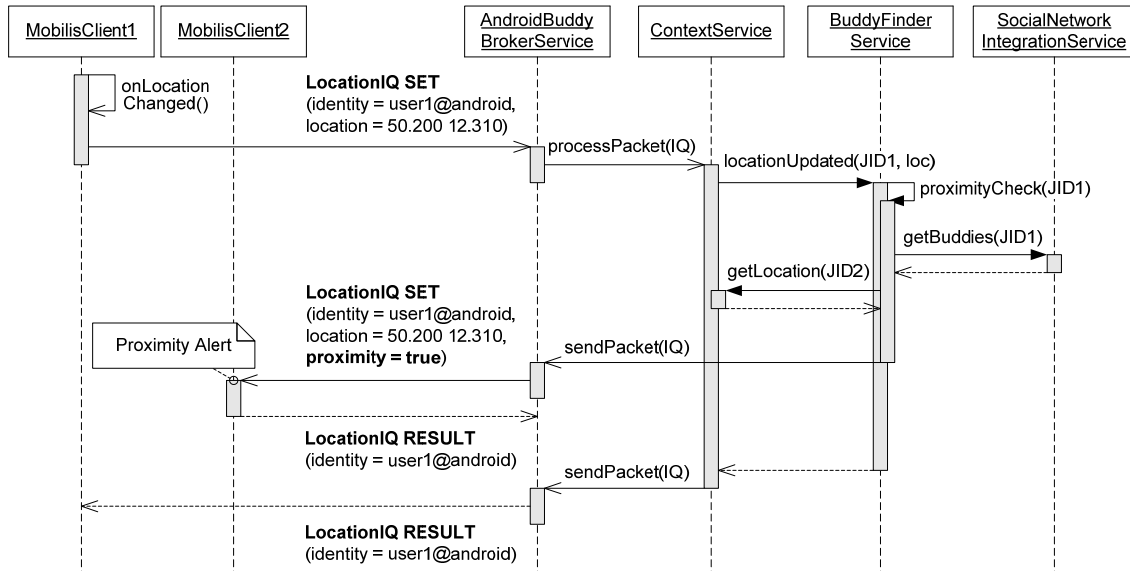 MobilisClient1
MobilisClient2
AndroidBuddy
BrokerService
ContextService
BuddyFinder
Service
SocialNetwork
IntegrationService
onLocation
Changed()
LocationIQ SET
(identity = user1@android,
location = 50.200 12.310)
processPacket(IQ)
locationUpdated(JID1, loc)
proximityCheck(JID1)
getBuddies(JID1)
getLocation(JID2)
LocationIQ SET
(identity = user1@android,
location = 50.200 12.310,
proximity = true)
Proximity Alert
sendPacket(IQ)
LocationIQ RESULT
(identity = user1@android)
sendPacket(IQ)
LocationIQ RESULT
(identity = user1@android)